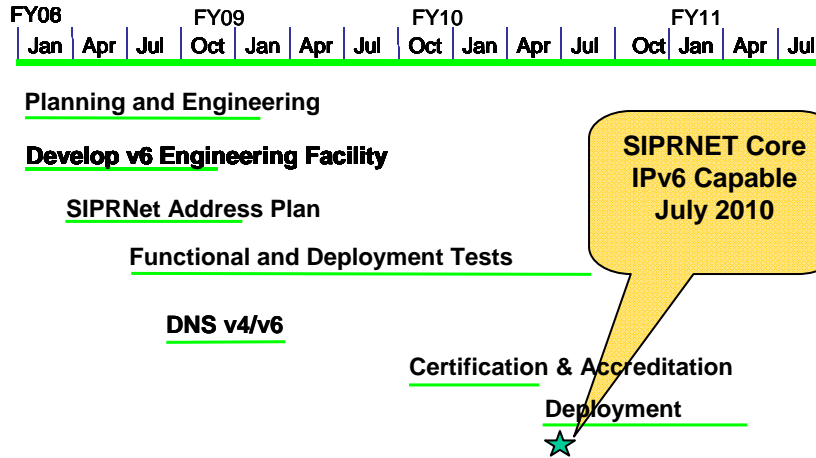 FY08 FY09 FY10 FY11
Jan Apr Jul Oct Jan Apr Jul Oct Jan Apr Jul Oct Jan Apr Jul
Planning and Engineering
Develop v6 Engineering Facility
SIPRNet Address Plan
Functional and Deployment Tests
SIPRNET Core
IPv6 Capable
July 2010
DNS v4/v6
Certification & Accreditation
Deployment